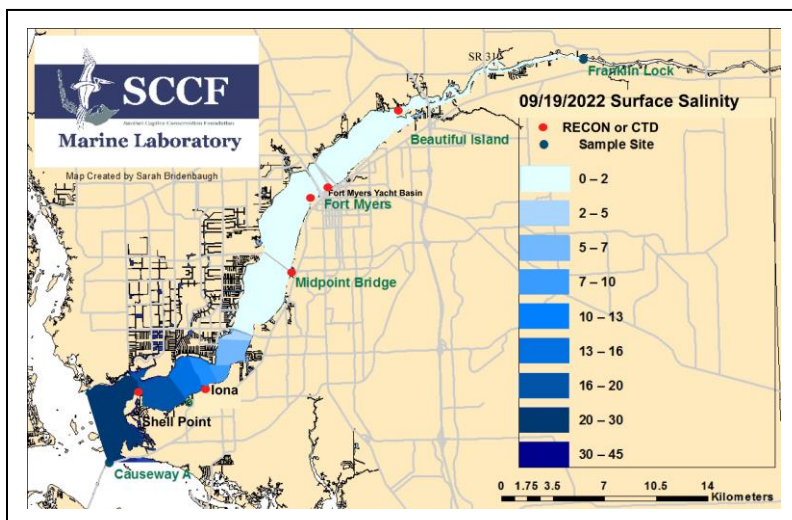 SCCF
Marine Laboratory
Map Created by Sarah Bridenbaugh
SR 31
I-75
Franklin Lock
09/19/2022 Surface Salinity
RECON or CTD
Sample Site
Beautiful Island
Fort Myers Yacht Basin
Fort Myers
Midpoint Bridge
Iona
Shell Point
Causeway A
0 – 2
2 – 5
5 – 7
7 – 10
10 – 13
13 – 16
16 – 20
20 – 30
30 – 45
0 1.75 3.5 7 10.5 14
Kilometers